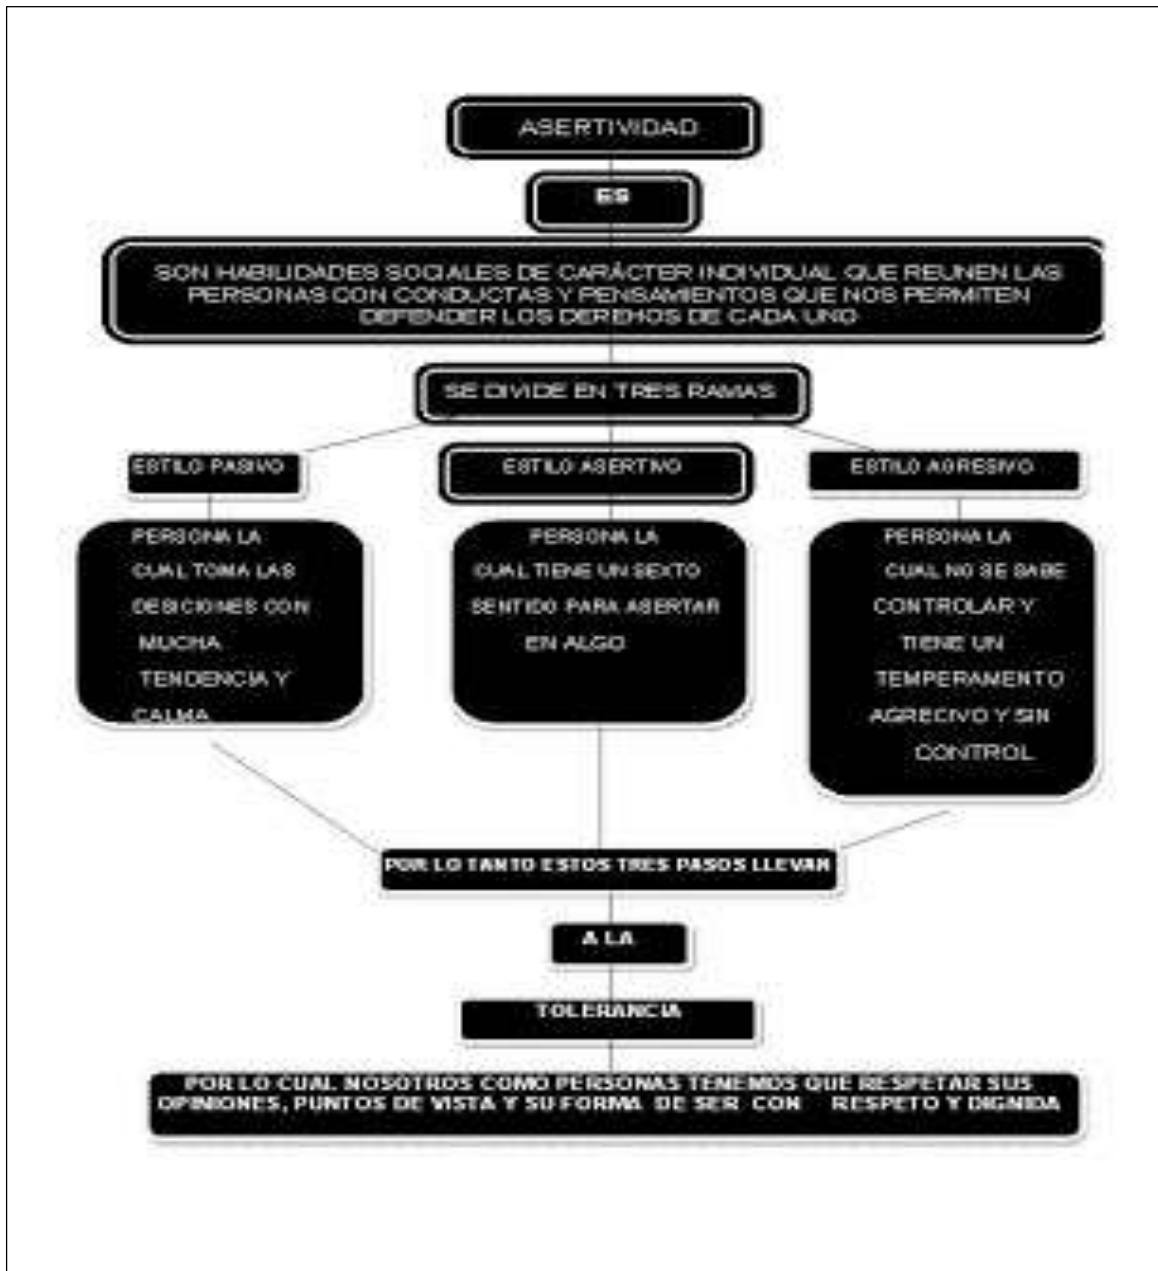 ASERTIVIDAD
ES
SON HABILIDADES SOCIALES DE CARÁCTER INDIVIDUAL QUE REUNEN LAS
PERSONAS CON CONDUCTAS Y PENSAMIENTOS QUE NOS PERMITEN
DEFENDER LOS DEREHOS DE CADA UNO
SE DIVIDE EN TRES RAMAS
ESTILO PASIVO
PERSONA LA
CUAL TOMA LAS
DESICIONES CON
MUCHA
TENDENCIA Y
CALMA
ESTILO ASERTIVO
PERSONA LA
CUAL TIENE UN SEXTO
SENTIDO PARA ASERTAR
EN ALGO
ESTILO AGRESIVO
PERSONA LA
CUAL NO SE SABE
CONTROLAR Y
TIENE UN
TEMPERAMENTO
AGRECIVO Y SIN
CONTROL
POR LO TANTO ESTOS TRES PASOS LLEVAN
A LA
TOLERANCIA
POR LO CUAL NOSOTROS COMO PERSONAS TENEMOS QUE RESPETAR SUS
OPINIONES, PUNTOS DE VISTA Y SU FORMA DE SER CON RESPETO Y DIGNIDA